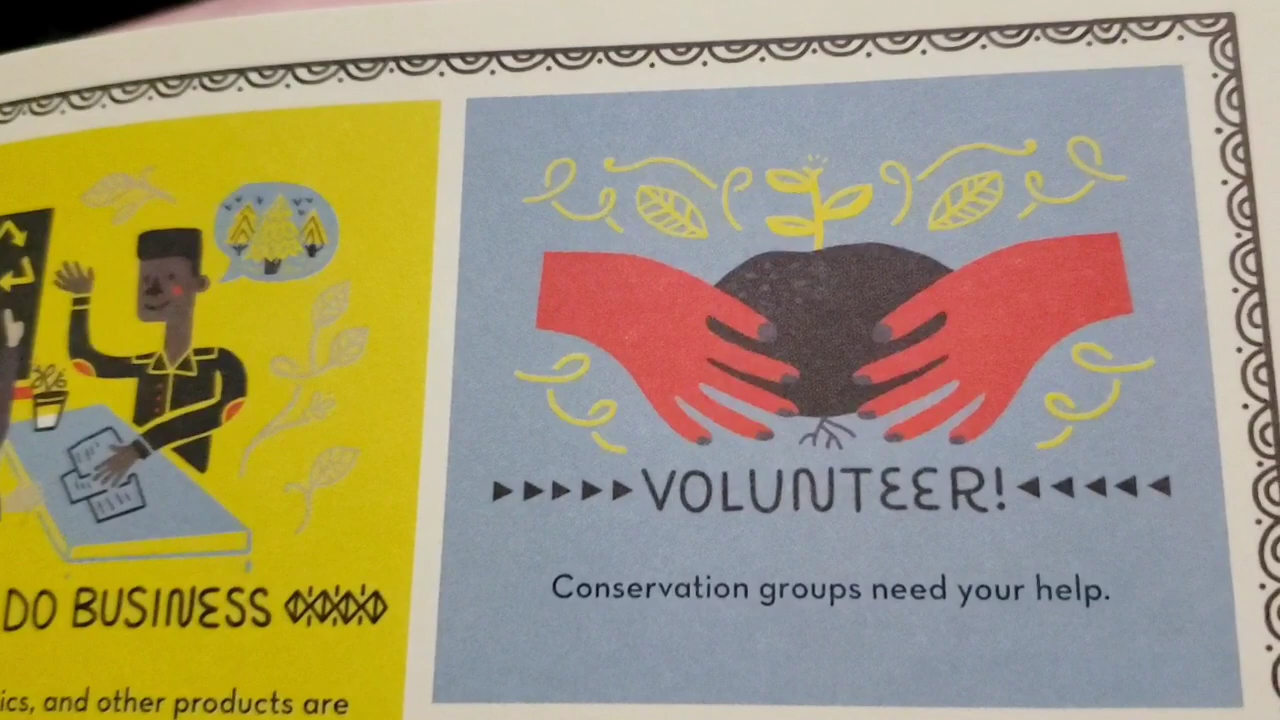 DO BUSINESS
ics, and other products are
VOLUNTEER!
Conservation groups need your help.